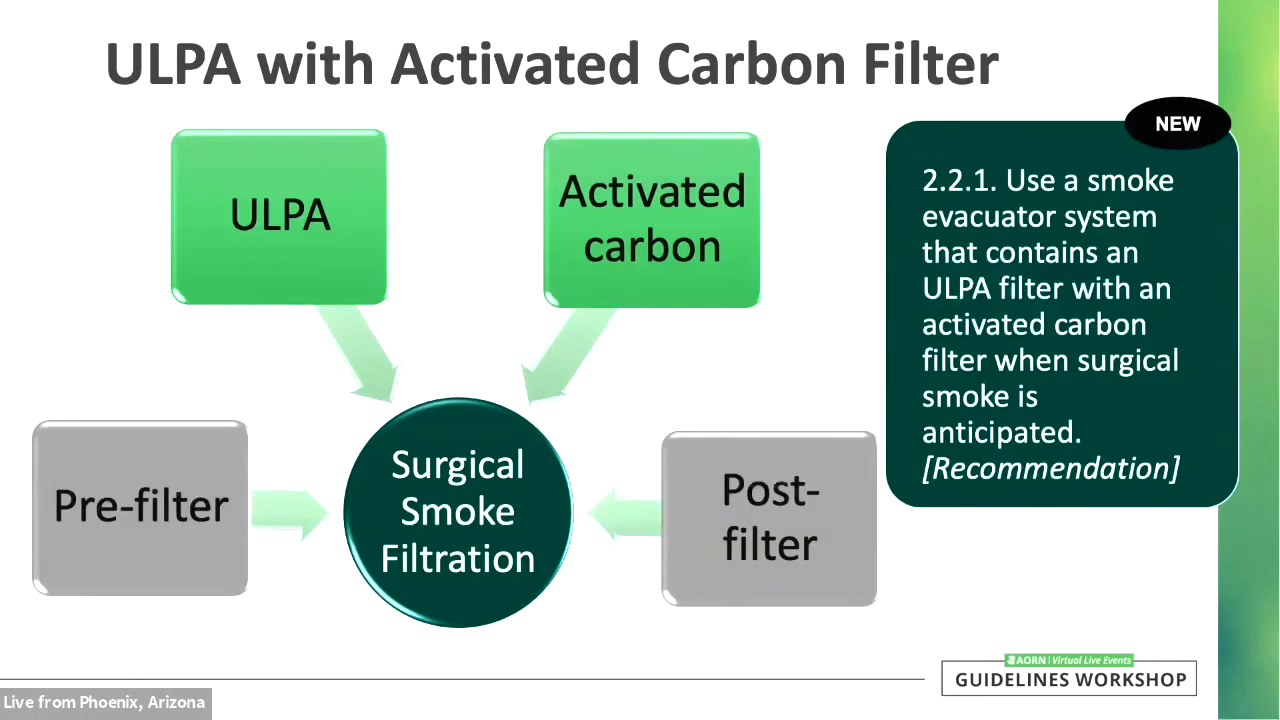 ULPA with Activated Carbon Filter
ULPA
Activated
carbon
NEW
2.2.1. Use a smoke
evacuator system
that contains an
ULPA filter with an
activated carbon
filter when surgical
smoke is
anticipated.
[Recommendation]
Pre-filter
Surgical
Smoke
Filtration
Post-
filter
AORN | Virtual Live Events
GUIDELINES WORKSHOP
Live from Phoenix, Arizona